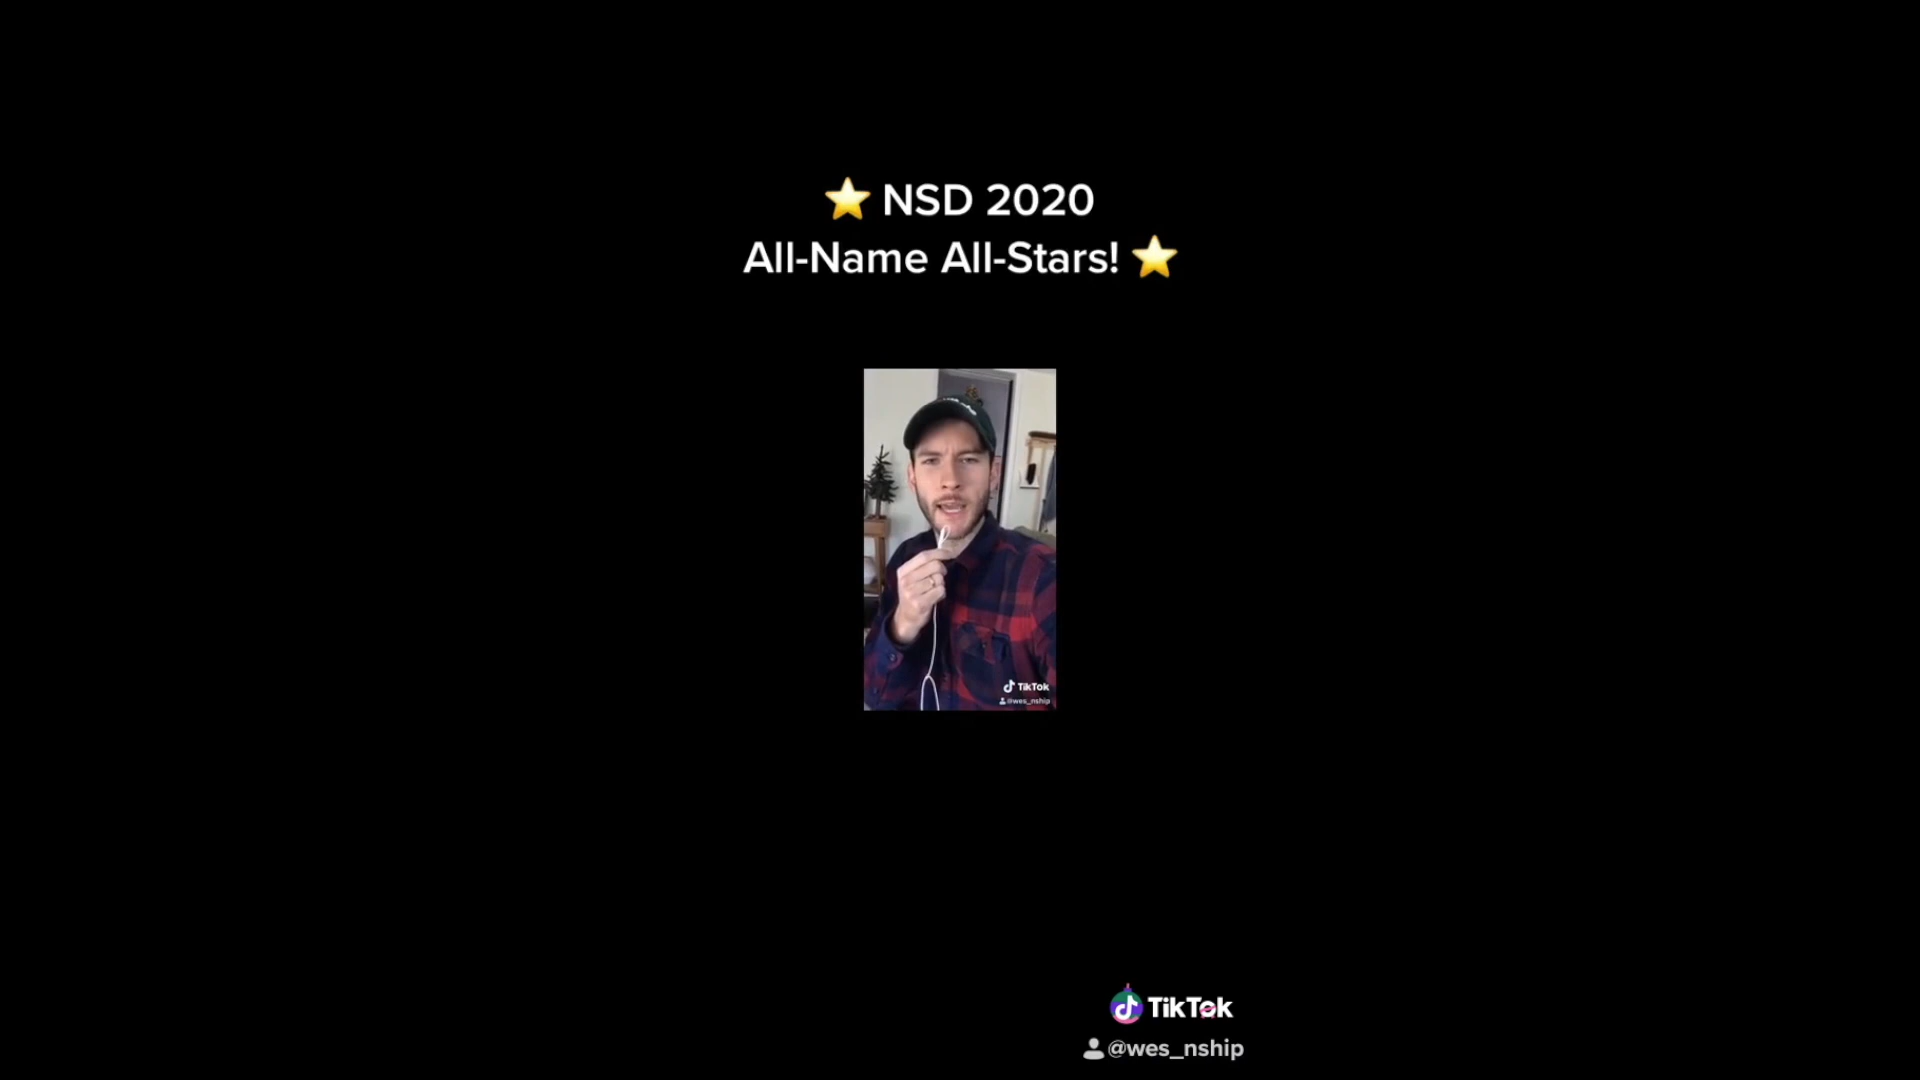 ⭐ NSD 2020
All-Name All-Stars! ⭐
TikTok
@wes_nship
TikTok
@wes_nship